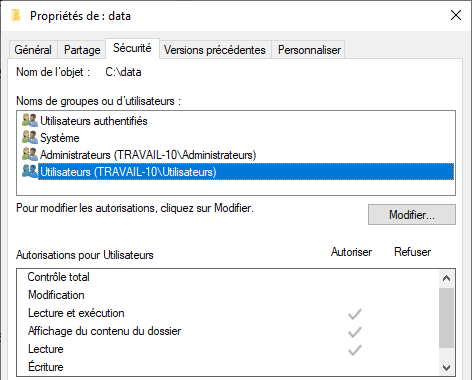 Propriétés de : data
Général Partage Sécurité Versions précédentes Personnaliser
Nom de l'objet : C:\data
Noms de groupes ou d'utilisateurs :
Utilisateurs authentifiés
Système
Administrateurs (TRAVAIL-10\Administrateurs)
Utilisateurs (TRAVAIL-10\Utilisateurs)
Pour modifier les autorisations, cliquez sur Modifier.
Modifier...
Autorisations pour Utilisateurs Autoriser Refuser
Contrôle total
Modification
Lecture et exécution
Affichage du contenu du dossier
Lecture
Écriture